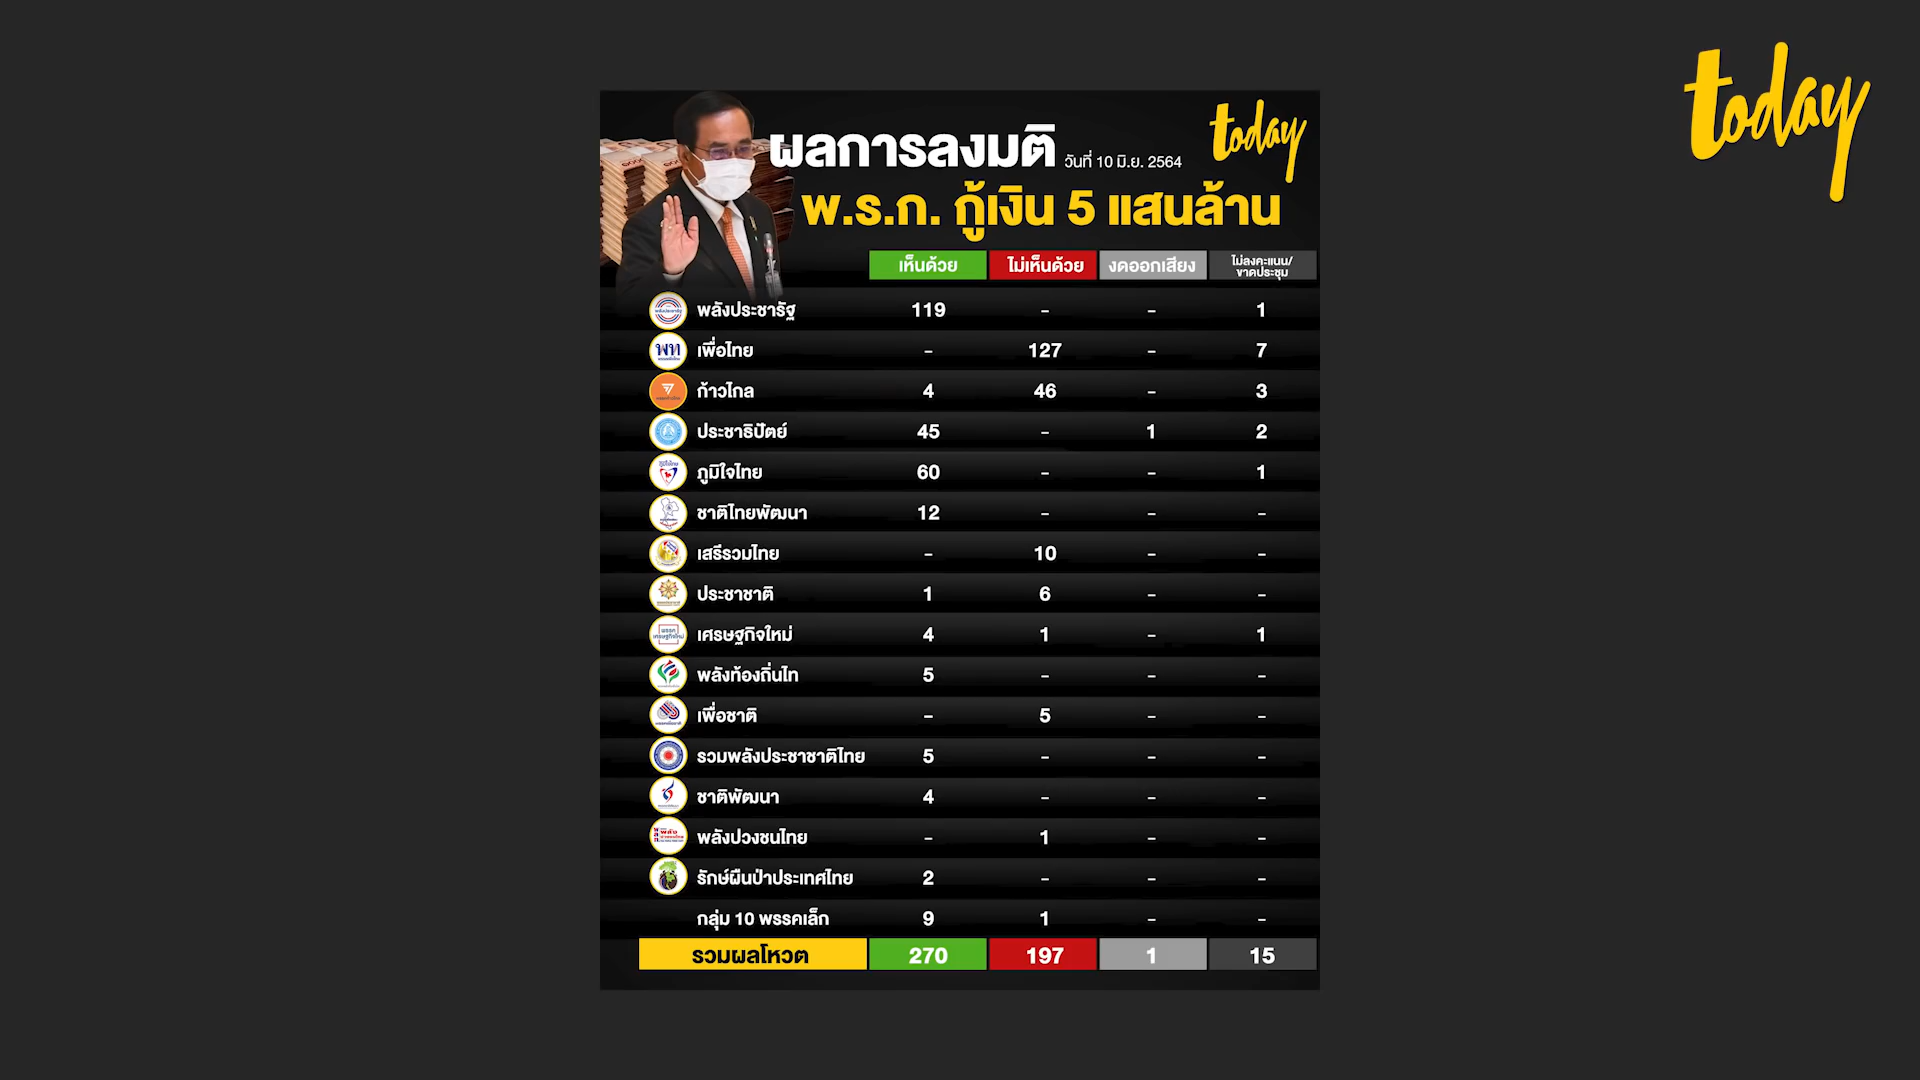 today
today
ผลการลงมติ วันที่ 10 มิ.ย. 2564
พ.ร.ก. กู้เงิน 5 แสนล้าน
เห็นด้วย ไม่เห็นด้วย งดออกเสียง ไม่ลงคะแนน/ขาดประชุม
พลังประชารัฐ 119 - - 1
เพื่อไทย - 127 - 7
ก้าวไกล 4 46 - 3
ประชาธิปัตย์ 45 - 1 2
ภูมิใจไทย 60 - - 1
ชาติไทยพัฒนา 12 - - -
เสรีรวมไทย - 10 - -
ประชาชาติ 1 6 - -
เศรษฐกิจใหม่ 4 1 - 1
พลังท้องถิ่นไท 5 - - -
เพื่อชาติ - 5 - -
รวมพลังประชาชาติไทย 5 - - -
ชาติพัฒนา 4 - - -
พลังปวงชนไทย - 1 - -
รักษ์ผืนป่าประเทศไทย 2 - - -
กลุ่ม 10 พรรคเล็ก 9 1 - -
รวมผลโหวต 270 197 1 15